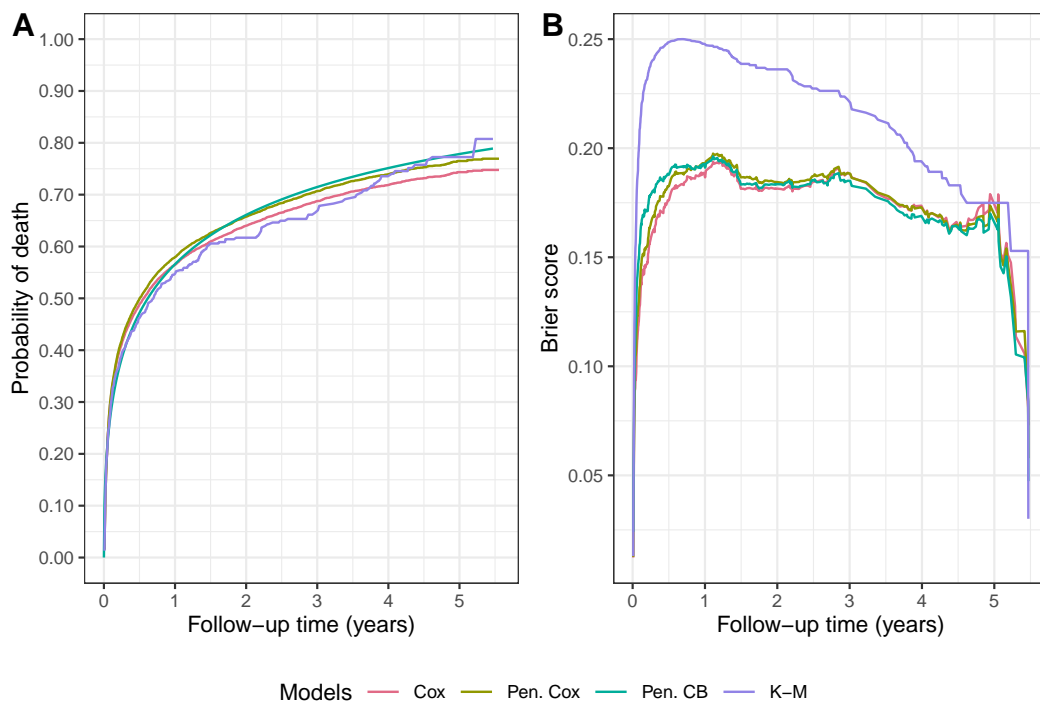 A
Probability of death
1.00
0.90
0.80
0.70
0.60
0.50
0.40
0.30
0.20
0.10
0.00
0 1 2 3 4 5
Follow−up time (years)
B
Brier score
0.25
0.20
0.15
0.10
0.05
0 1 2 3 4 5
Follow−up time (years)
Models Cox Pen. Cox Pen. CB K−M